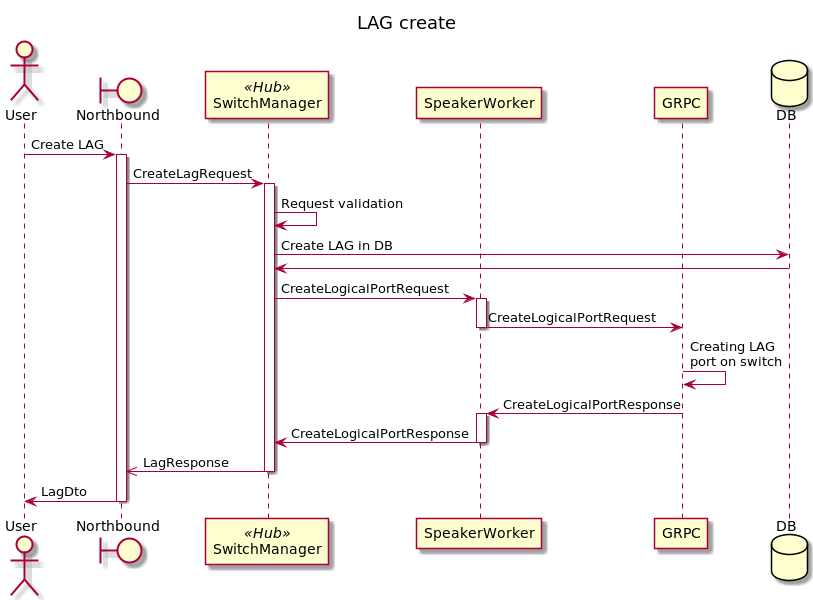 LAG create
User
Northbound
«Hub»
SwitchManager
SpeakerWorker
GRPC
DB
Create LAG
CreateLagRequest
Request validation
Create LAG in DB
CreateLogicalPortRequest
CreateLogicalPortRequest
Creating LAG
port on switch
CreateLogicalPortResponse
CreateLogicalPortResponse
LagResponse
LagDto
User
Northbound
«Hub»
SwitchManager
SpeakerWorker
GRPC
DB